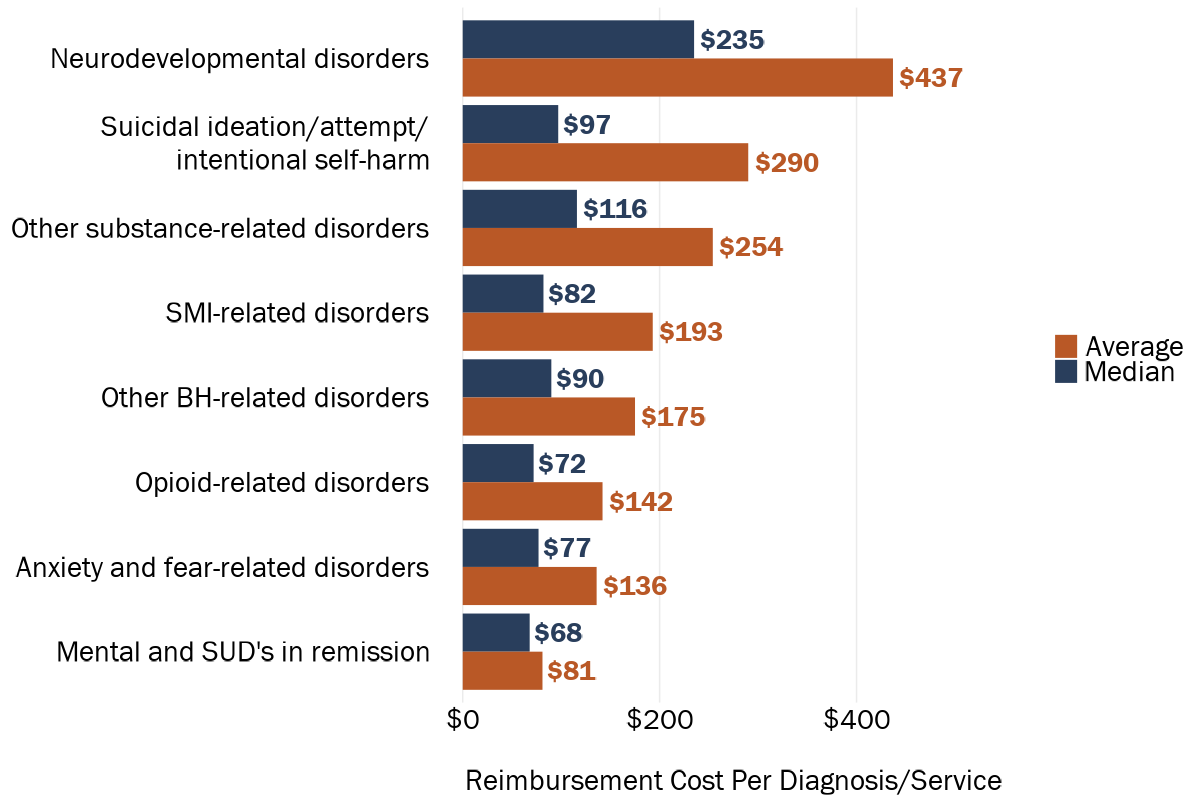 Neurodevelopmental disorders
$235
$437
Suicidal ideation/attempt/
intentional self-harm
$97
$290
Other substance-related disorders
$116
$254
SMI-related disorders
$82
$193
Other BH-related disorders
$90
$175
Opioid-related disorders
$72
$142
Anxiety and fear-related disorders
$77
$136
Mental and SUD's in remission
$68
$81
$0 $200 $400
Reimbursement Cost Per Diagnosis/Service
Average
Median